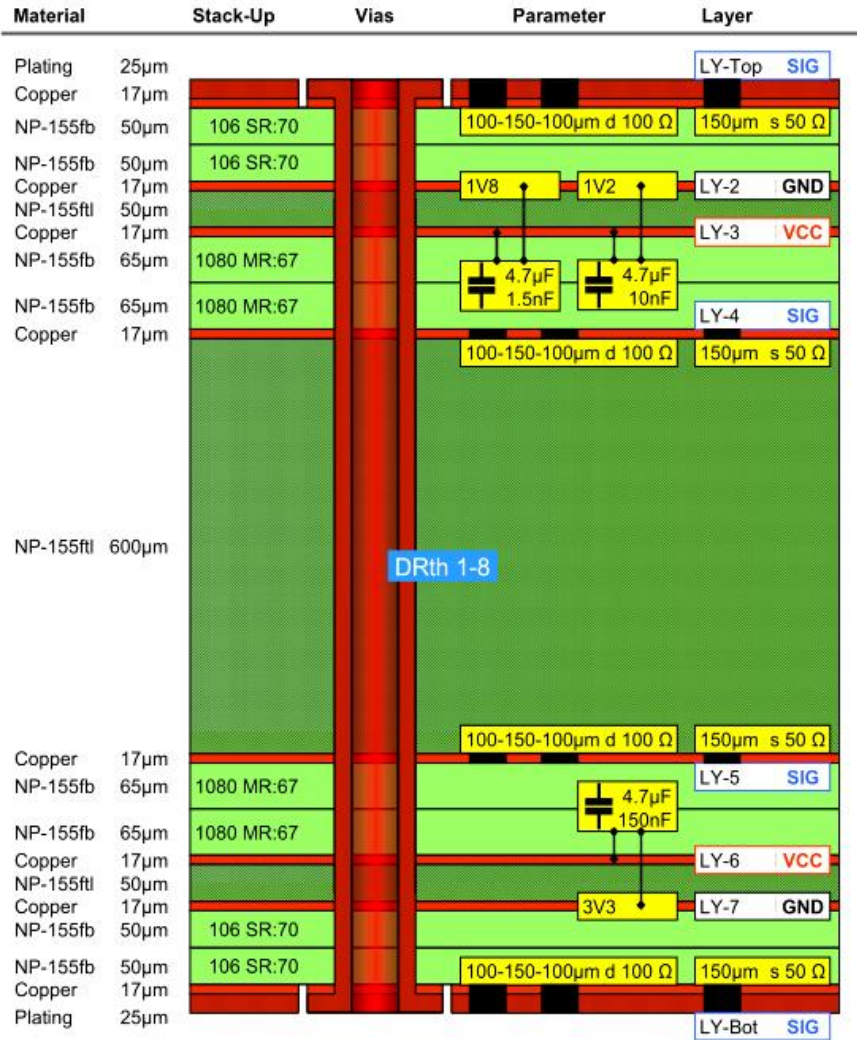 Material Stack-Up Vias Parameter Layer
Plating 25µm LY-Top SIG
Copper 17µm
NP-155fb 50µm 106 SR:70 100-150-100µm d 100 Ω 150µm s 50 Ω
NP-155fb 50µm 106 SR:70
Copper 17µm 1V8 1V2 LY-2 GND
NP-155ftl 50µm
Copper 17µm LY-3 VCC
NP-155fb 65µm 1080 MR:67 4.7µF 4.7µF
1.5nF 10nF
NP-155fb 65µm 1080 MR:67 LY-4 SIG
Copper 17µm
100-150-100µm d 100 Ω 150µm s 50 Ω
NP-155ftl 600µm
DRth 1-8
100-150-100µm d 100 Ω 150µm s 50 Ω
Copper 17µm
NP-155fb 65µm 1080 MR:67 LY-5 SIG
4.7µF
150nF
NP-155fb 65µm 1080 MR:67
Copper 17µm LY-6 VCC
NP-155ftl 50µm
Copper 17µm 3V3 LY-7 GND
NP-155fb 50µm 106 SR:70
NP-155fb 50µm 106 SR:70 100-150-100µm d 100 Ω 150µm s 50 Ω
Copper 17µm
Plating 25µm LY-Bot SIG